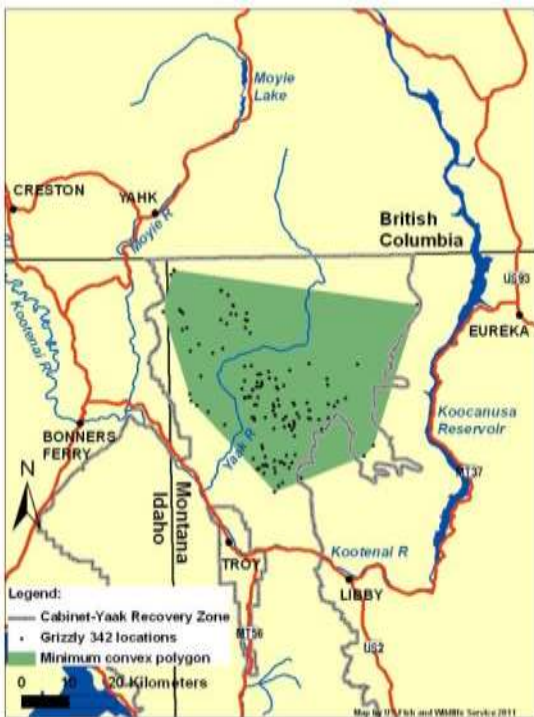 Moyie
Lake
CRESTON
YAHK
Moyie R
British
Columbia
US93
Kootenai R
EUREKA
Koocanusa
Reservoir
BONNERS
FERRY
Yaak R
MT37
N
Montana
Idaho
TROY
Kootenai R
LIBBY
Legend:
Cabinet-Yaak Recovery Zone
Grizzly 342 locations
Minimum convex polygon
MT56
US2
0 10 20 Kilometers
Map by US Fish and Wildlife Service 2011